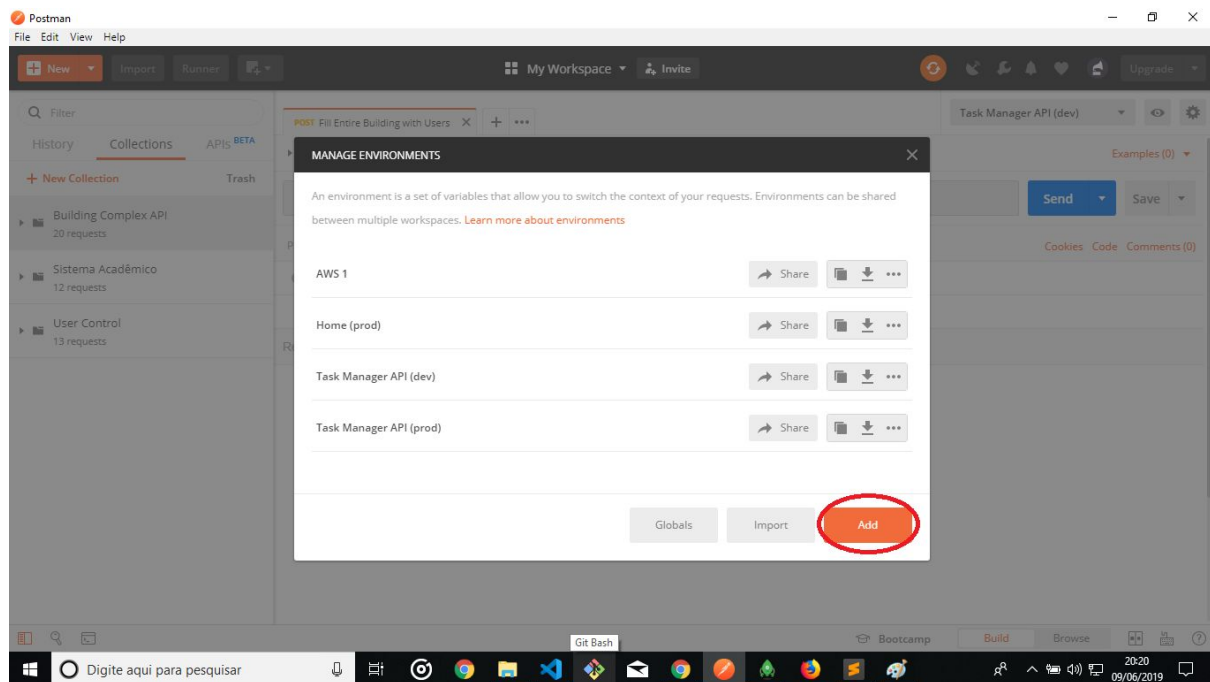 Postman
File Edit View Help
New Import Runner My Workspace Invite Upgrade
Filter
History Collections APIs BETA
+ New Collection Trash
Building Complex API
20 requests
Sistema Acadêmico
12 requests
User Control
13 requests
POST Fill Entire Building with Users
Task Manager API (dev)
Examples (0)
Send Save
Cookies Code Comments (0)
MANAGE ENVIRONMENTS
An environment is a set of variables that allow you to switch the context of your requests. Environments can be shared
between multiple workspaces. Learn more about environments
AWS 1 Share
Home (prod) Share
Task Manager API (dev) Share
Task Manager API (prod) Share
Globals Import Add
Bootcamp Build Browse
Git Bash
Digite aqui para pesquisar
20:20
09/06/2019